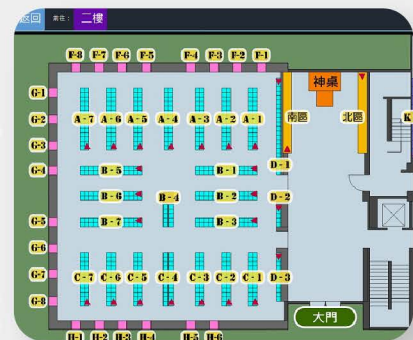 返回 您在： 二樓
F-8 F-7 F-6 F-5 F-4 F-3 F-2 F-1
神桌
G-1
G-2 A-7 A-6 A-5 A-4 A-3 A-2 A-1 南區 北區 K
G-3
G-4 B-5 B-1 D-1
B-6 B-4 B-2 D-2
G-5 B-7 B-3
G-6
G-7 C-7 C-6 C-5 C-4 C-3 C-2 C-1 D-3
G-8
大門
H-1 H-2 H-3 H-4 H-5 H-6